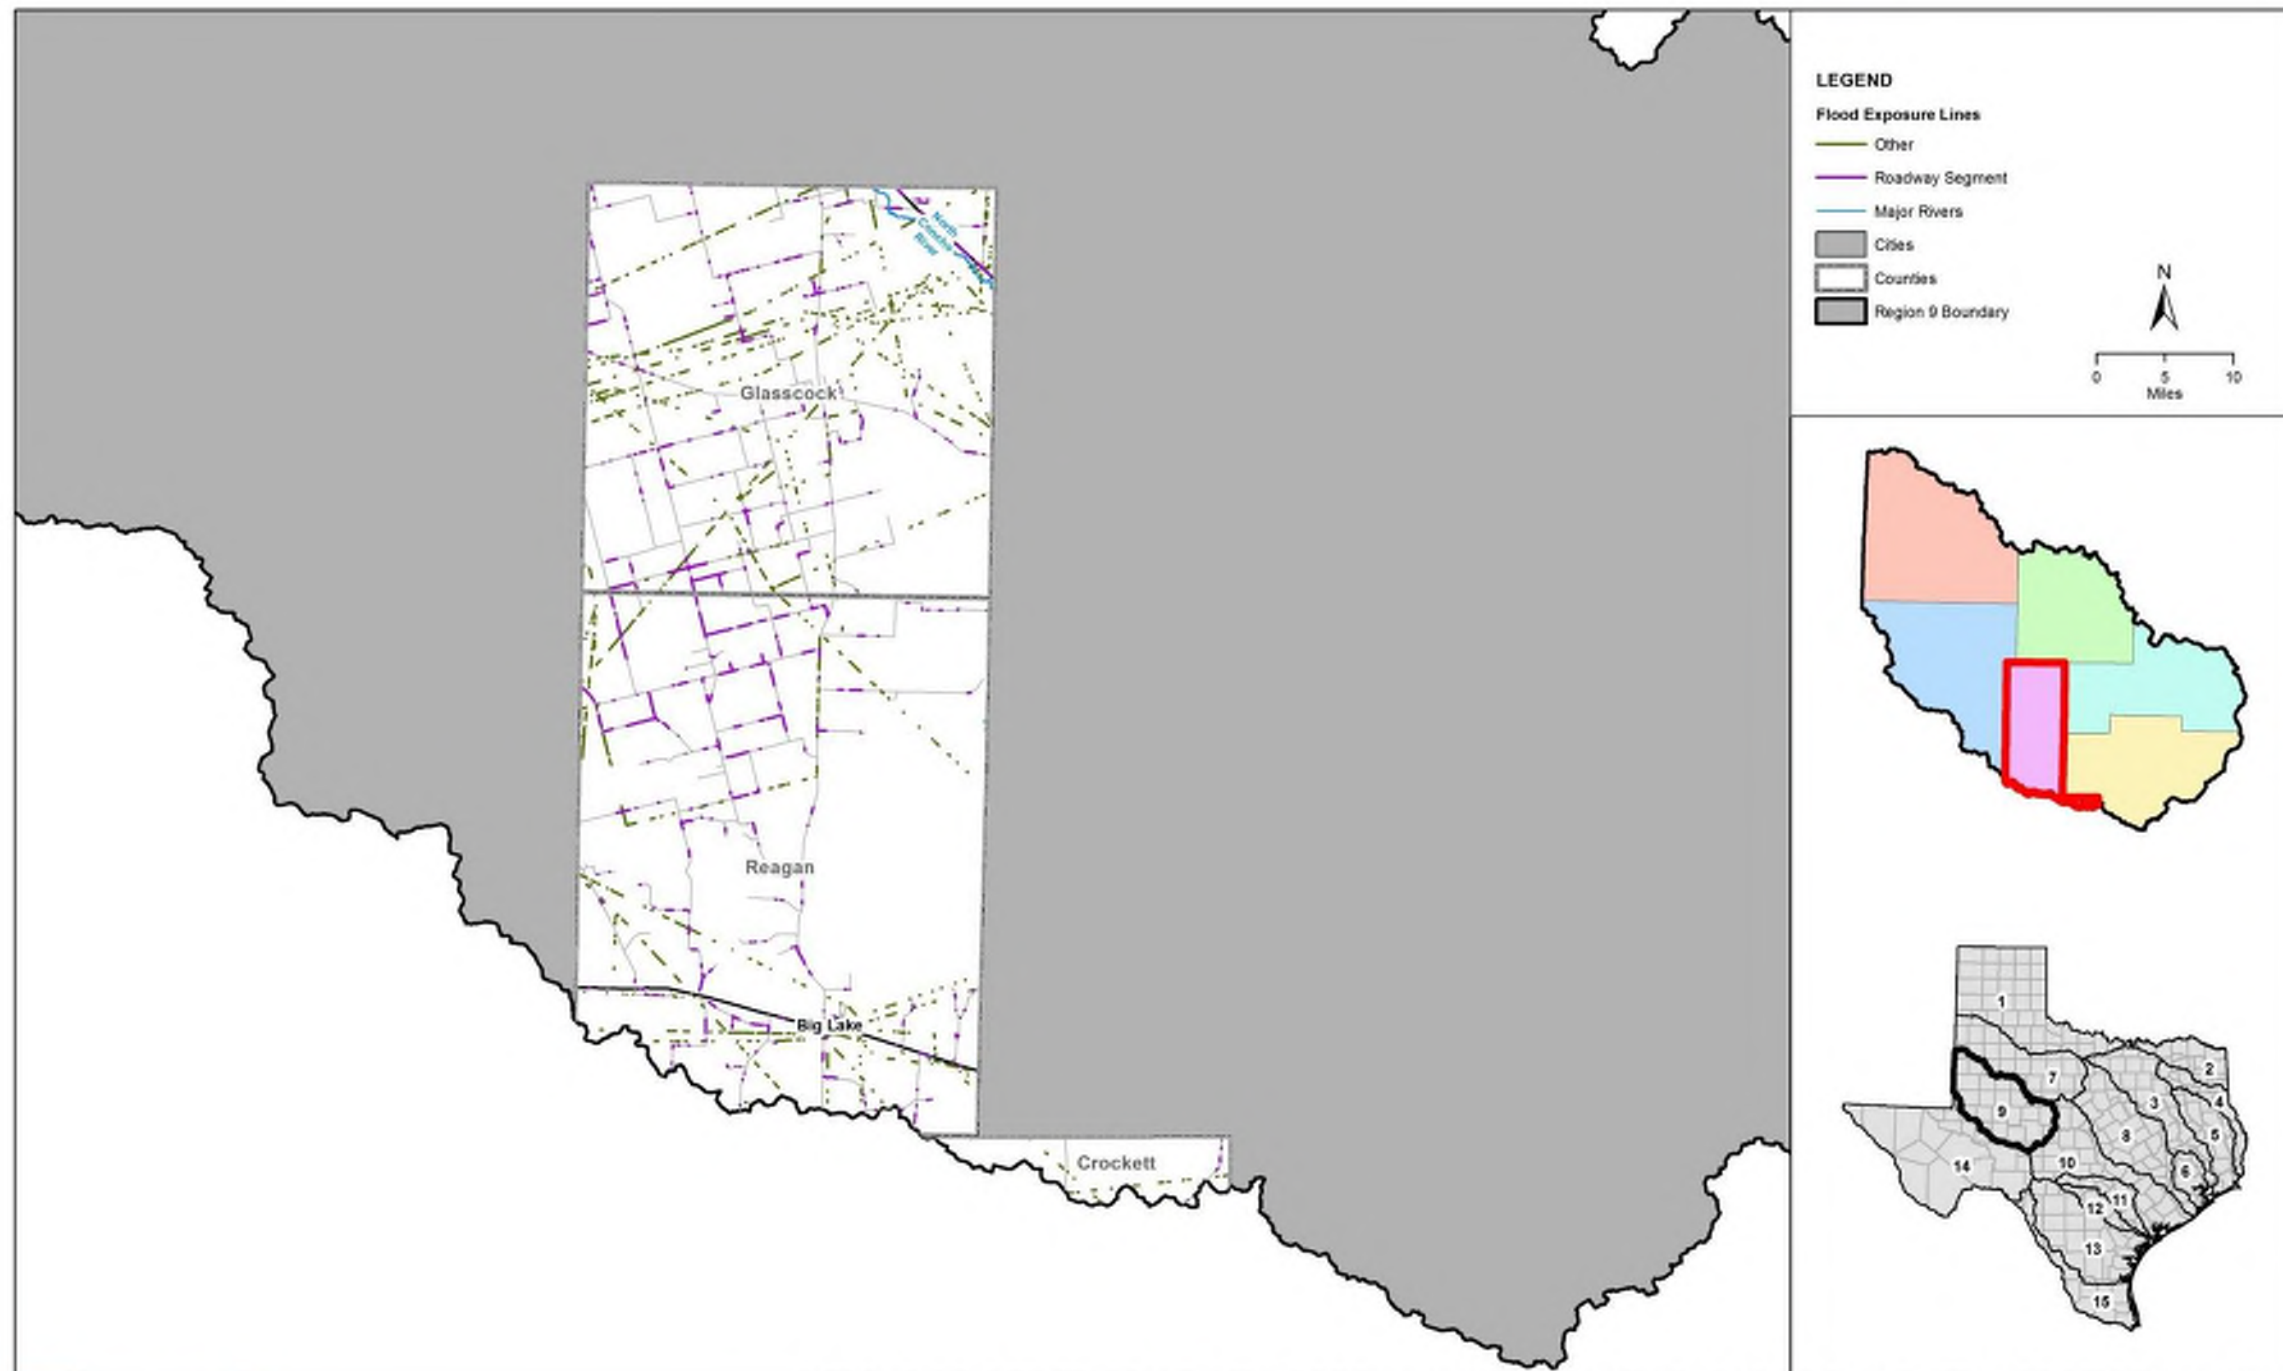 LEGEND
Flood Exposure Lines
Other
Roadway Segment
Major Rivers
Cities
Counties
Region 9 Boundary
N
0 5 10
Miles
North
Concho
River
Glasscock
Reagan
Big Lake
Crockett
1
2
7
3
4
9
8
5
14
10
6
11
12
13
15